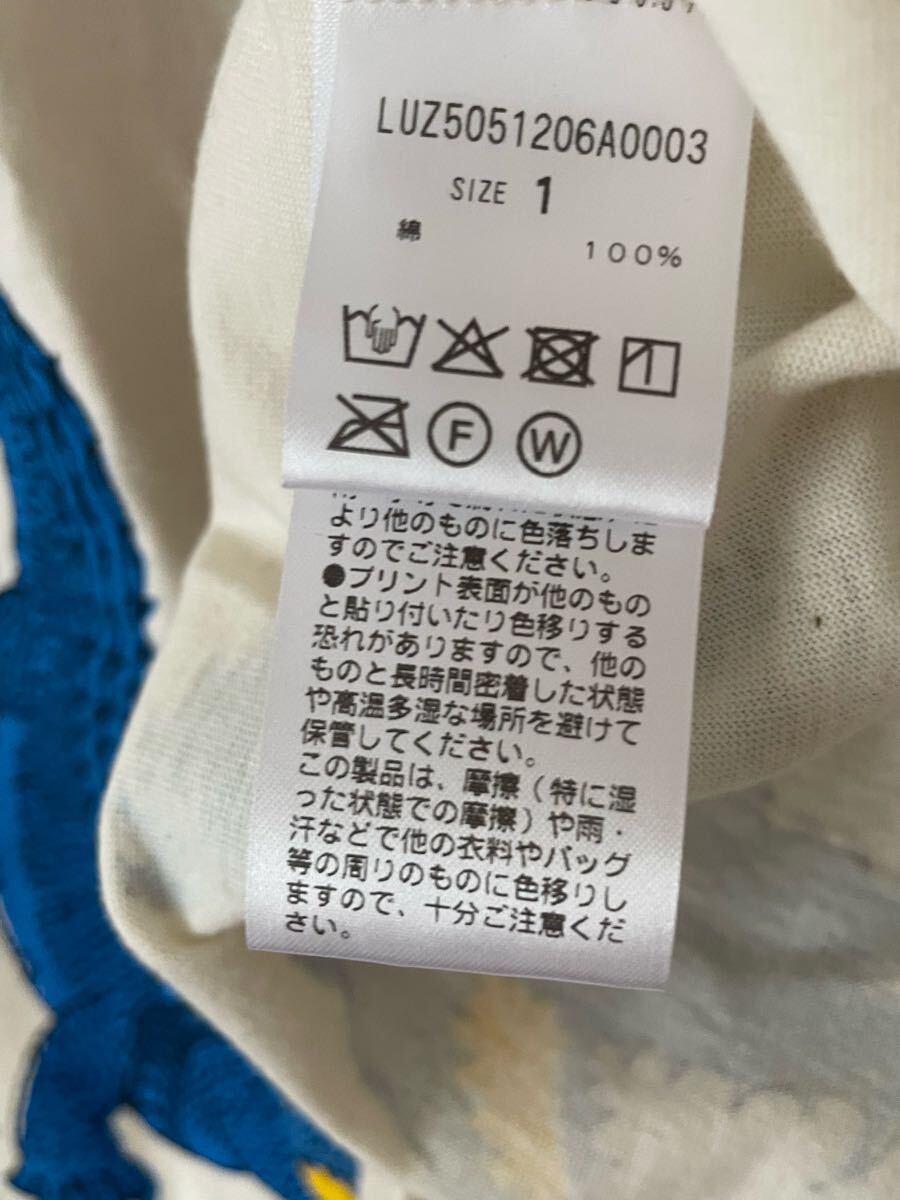 LUZ5051206A0003
SIZE 1
綿 100%
F W
より他のものに色落ちしま
すのでご注意ください。
●プリント表面が他のもの
と貼り付いたり色移りする
恐れがありますので、他の
ものと長時間密着した状態
や高温多湿な場所を避けて
保管してください。
この製品は、摩擦(特に湿
った状態での摩擦)や雨・
汗などで他の衣料やバッグ
等の周りのものに色移りし
ますので、十分ご注意くだ
さい。